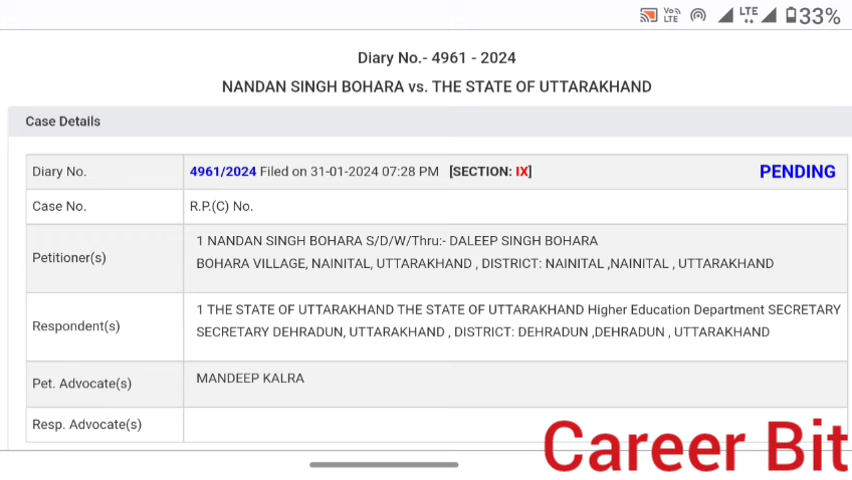 Vo)) LTE LTE 33%
Diary No.- 4961 - 2024
NANDAN SINGH BOHARA vs. THE STATE OF UTTARAKHAND
Case Details
Diary No. 4961/2024 Filed on 31-01-2024 07:28 PM [SECTION: IX] PENDING
Case No. R.P.(C) No.
1 NANDAN SINGH BOHARA S/D/W/Thru:- DALEEP SINGH BOHARA
Petitioner(s)
BOHARA VILLAGE, NAINITAL, UTTARAKHAND , DISTRICT: NAINITAL ,NAINITAL , UTTARAKHAND
1 THE STATE OF UTTARAKHAND THE STATE OF UTTARAKHAND Higher Education Department SECRETARY
Respondent(s)
SECRETARY DEHRADUN, UTTARAKHAND , DISTRICT: DEHRADUN ,DEHRADUN , UTTARAKHAND
Pet. Advocate(s) MANDEEP KALRA
Resp. Advocate(s)
Career Bit